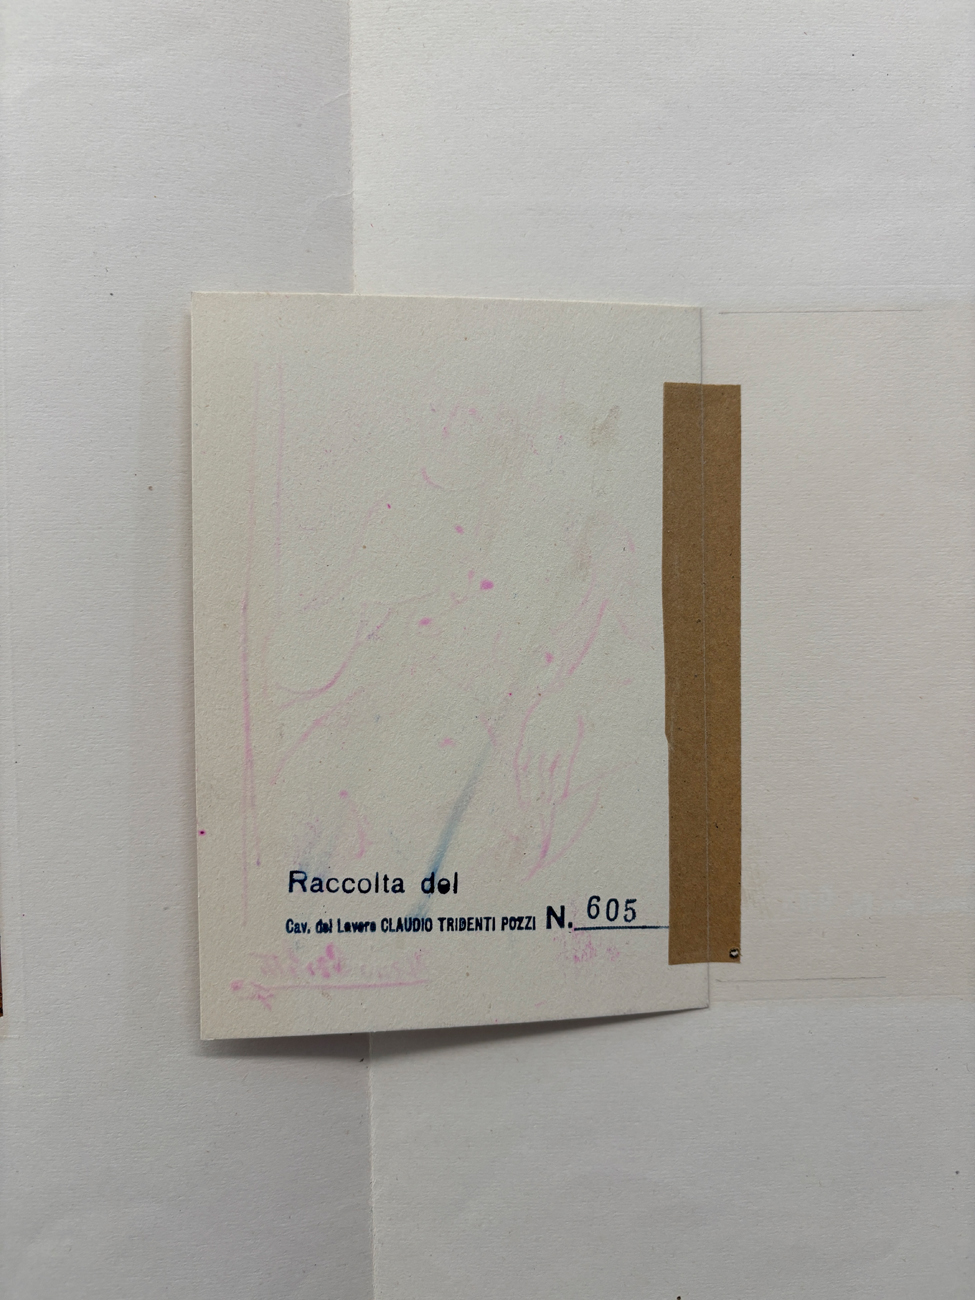 Raccolta del
Cav. del Lavoro CLAUDIO TRIDENTI POZZI N. 605